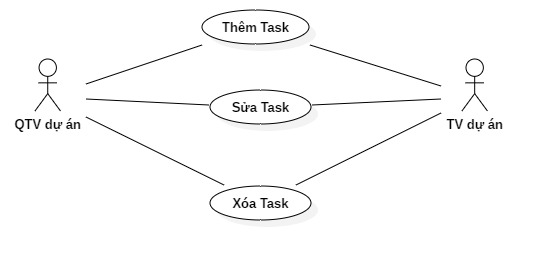 Thêm Task
QTV dự án
Sửa Task
TV dự án
Xóa Task